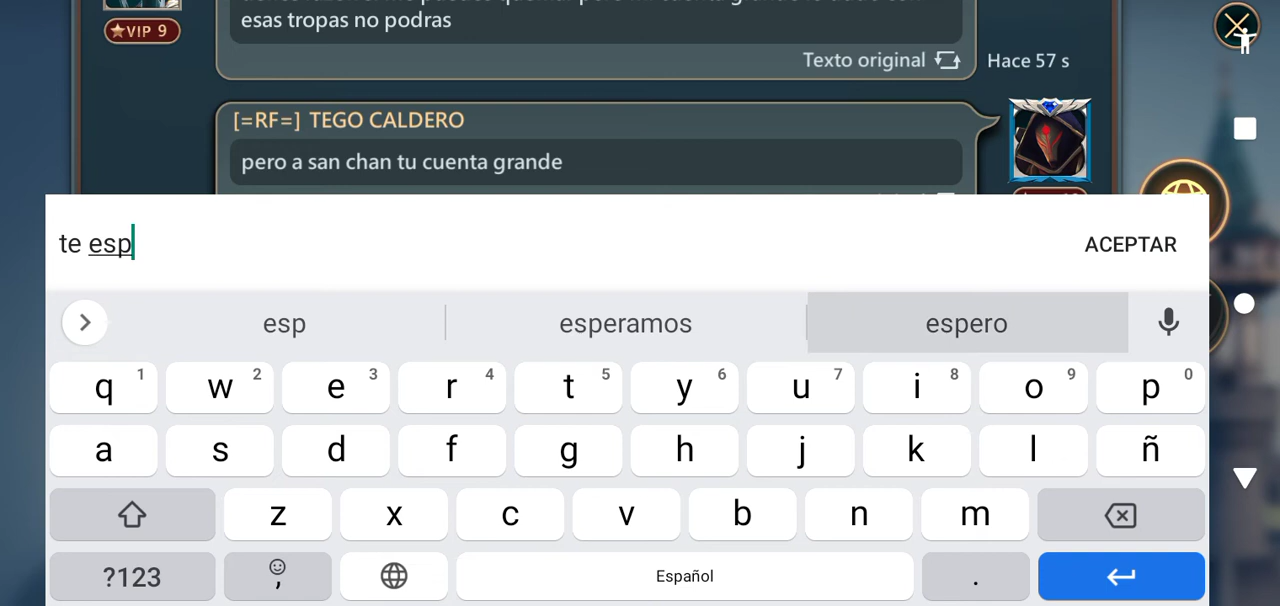 esas tropas no podras
VIP 9
Texto original
Hace 57 s
[=RF=] TEGO CALDERO
pero a san chan tu cuenta grande
te esp
ACEPTAR
esp esperamos espero
q 1 w 2 e 3 r 4 t 5 y 6 u 7 i 8 o 9 p 0
a s d f g h j k l ñ
z x c v b n m
?123 , Español .